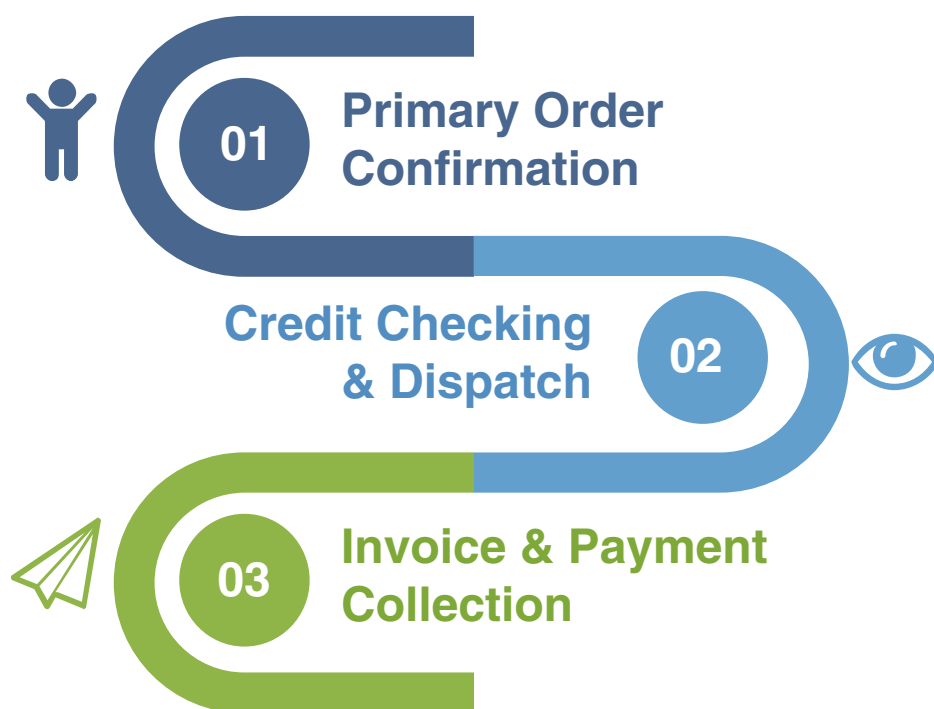 01
Primary Order
Confirmation
Credit Checking
& Dispatch
02
03
Invoice & Payment
Collection